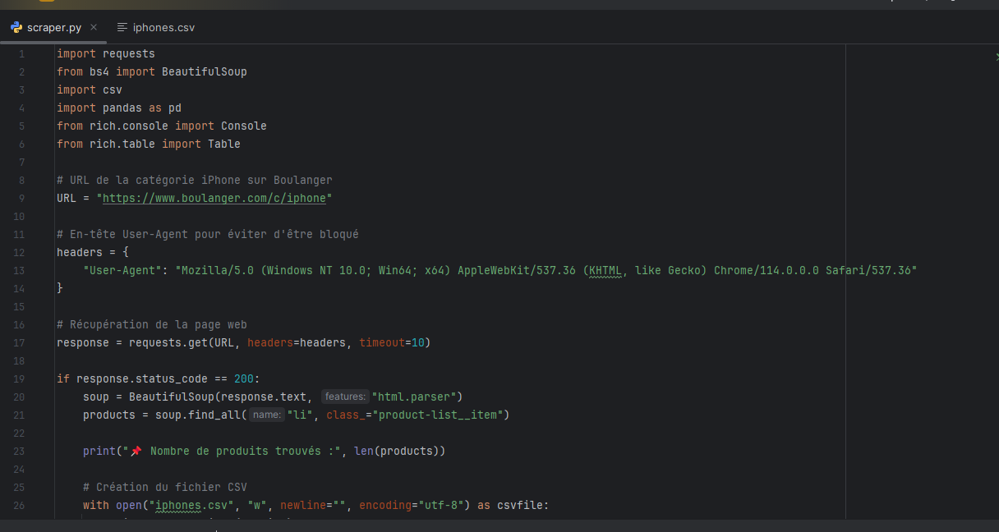 scraper.py × iphones.csv
1 import requests
2 from bs4 import BeautifulSoup
3 import csv
4 import pandas as pd
5 from rich.console import Console
6 from rich.table import Table
7
8 # URL de la catégorie iPhone sur Boulanger
9 URL = "https://www.boulanger.com/c/iphone"
10
11 # En-tête User-Agent pour éviter d'être bloqué
12 headers = {
13     "User-Agent": "Mozilla/5.0 (Windows NT 10.0; Win64; x64) AppleWebKit/537.36 (KHTML, like Gecko) Chrome/114.0.0.0 Safari/537.36"
14 }
15
16 # Récupération de la page web
17 response = requests.get(URL, headers=headers, timeout=10)
18
19 if response.status_code == 200:
20     soup = BeautifulSoup(response.text, features: "html.parser")
21     products = soup.find_all( name: "li", class_="product-list__item")
22
23     print("📌 Nombre de produits trouvés :", len(products))
24
25     # Création du fichier CSV
26     with open("iphones.csv", "w", newline="", encoding="utf-8") as csvfile: